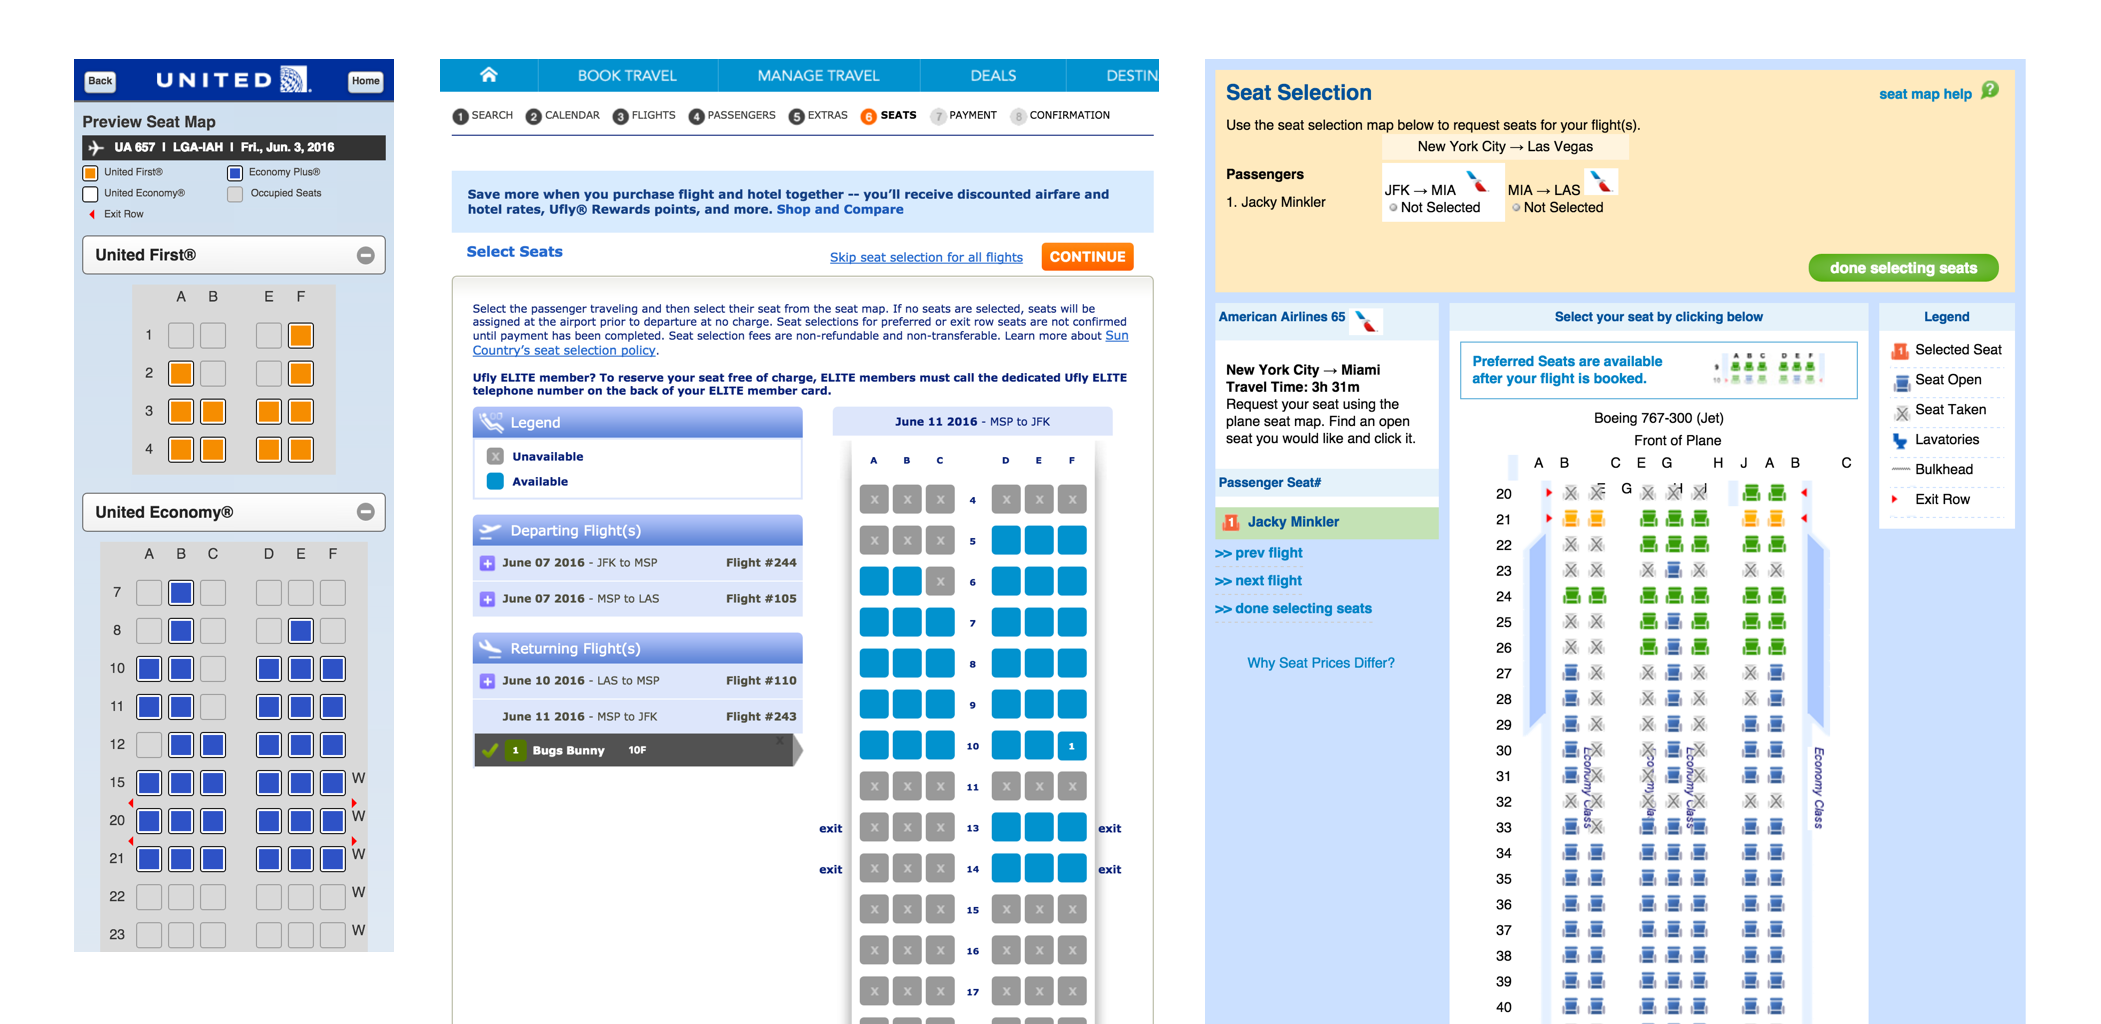 Back
UNITED
Home
Preview Seat Map
UA 657 I LGA-IAH I Fri., Jun. 3, 2016
United First®
Economy Plus®
United Economy®
Occupied Seats
Exit Row
United First®
A B E F
1
2
3
4
United Economy®
A B C D E F
7
8
10
11
12
15 W
20 W
21 W
22 W
23 W
BOOK TRAVEL
MANAGE TRAVEL
DEALS
DESTIN
1 SEARCH 2 CALENDAR 3 FLIGHTS 4 PASSENGERS 5 EXTRAS 6 SEATS 7 PAYMENT 8 CONFIRMATION
Save more when you purchase flight and hotel together -- you'll receive discounted airfare and
hotel rates, Ufly® Rewards points, and more. Shop and Compare
Select Seats
Skip seat selection for all flights
CONTINUE
Select the passenger traveling and then select their seat from the seat map. If no seats are selected, seats will be
assigned at the airport prior to departure at no charge. Seat selections for preferred or exit row seats are not confirmed
until payment has been completed. Seat selection fees are non-refundable and non-transferable. Learn more about Sun
Country's seat selection policy.
Ufly ELITE member? To reserve your seat free of charge, ELITE members must call the dedicated Ufly ELITE
telephone number on the back of your ELITE member card.
Legend
x Unavailable
Available
Departing Flight(s)
June 07 2016 - JFK to MSP Flight #244
June 07 2016 - MSP to LAS Flight #105
Returning Flight(s)
June 10 2016 - LAS to MSP Flight #110
June 11 2016 - MSP to JFK Flight #243
1 Bugs Bunny 10F x
June 11 2016 - MSP to JFK
A B C D E F
x x x 4 x x x
x x x 5
x 6
7
8
9
10 1
x x x 11 x x x
exit x x x 13 exit
exit x x x 14 exit
x x x 15 x x x
x x x 16 x x x
x x x 17 x x x
Seat Selection
seat map help ?
Use the seat selection map below to request seats for your flight(s).
New York City → Las Vegas
Passengers
JFK → MIA
MIA → LAS
1. Jacky Minkler
Not Selected
Not Selected
done selecting seats
American Airlines 65
New York City → Miami
Travel Time: 3h 31m
Request your seat using the
plane seat map. Find an open
seat you would like and click it.
Passenger Seat#
1 Jacky Minkler
>> prev flight
>> next flight
>> done selecting seats
Why Seat Prices Differ?
Select your seat by clicking below
Preferred Seats are available
after your flight is booked.
A B C D E F
9
10
Boeing 767-300 (Jet)
Front of Plane
A B C E G H J A B C
E G H J
20
21
22
23
24
25
26
27
28
29
30
31
32
33
34
35
36
37
38
39
40
Economy Class
Economy Class
Economy Class
Economy Class
Legend
1 Selected Seat
Seat Open
Seat Taken
Lavatories
Bulkhead
Exit Row